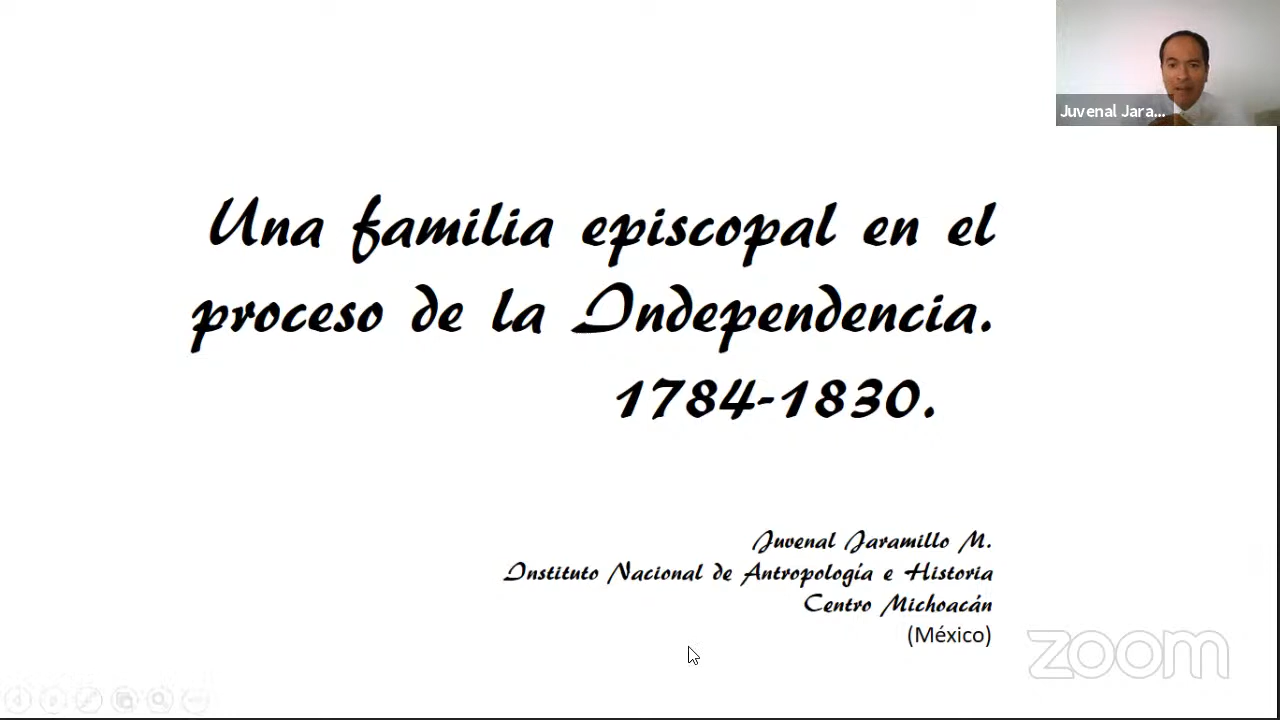 Juvenal Jara...
Una familia episcopal en el
proceso de la Independencia.
1784-1830.
Juvenal Jaramillo M.
Instituto Nacional de Antropología e Historia
Centro Michoacán
(México)
zoom